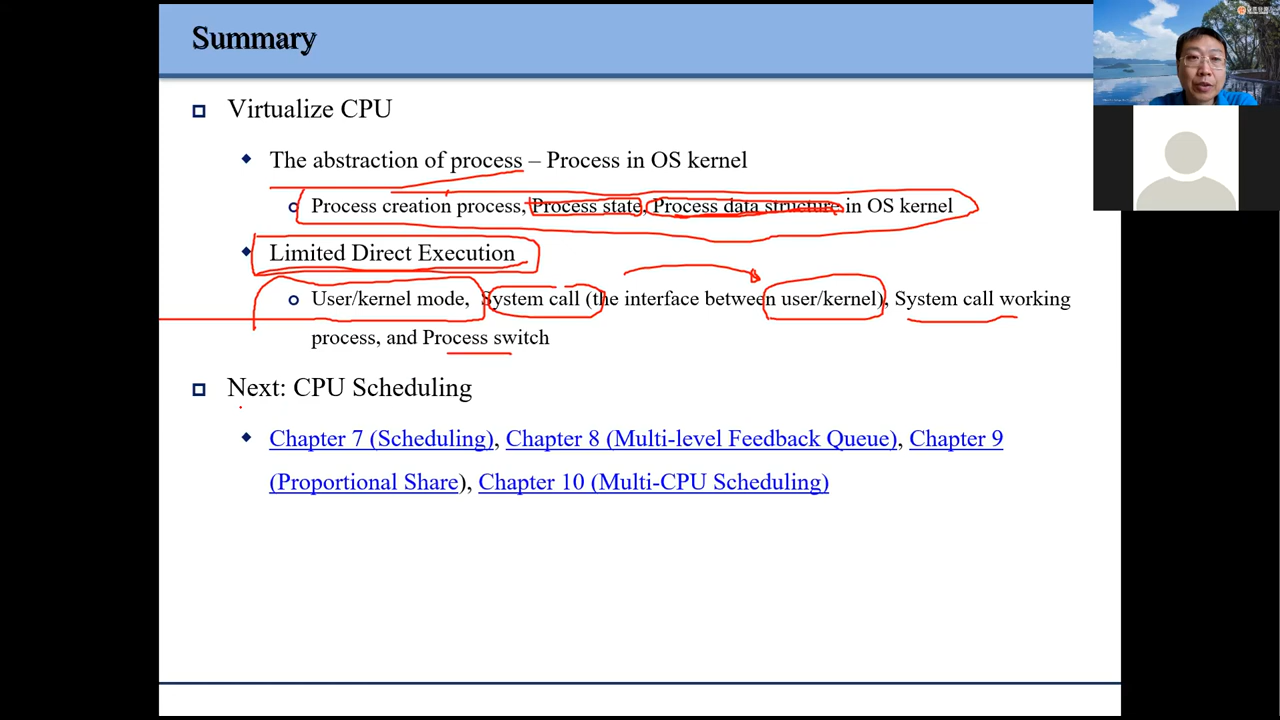 Summary
Virtualize CPU
The abstraction of process – Process in OS kernel
Process creation process, Process state, Process data structure in OS kernel
Limited Direct Execution
User/kernel mode, System call (the interface between user/kernel), System call working
process, and Process switch
Next: CPU Scheduling
Chapter 7 (Scheduling), Chapter 8 (Multi-level Feedback Queue), Chapter 9
(Proportional Share), Chapter 10 (Multi-CPU Scheduling)